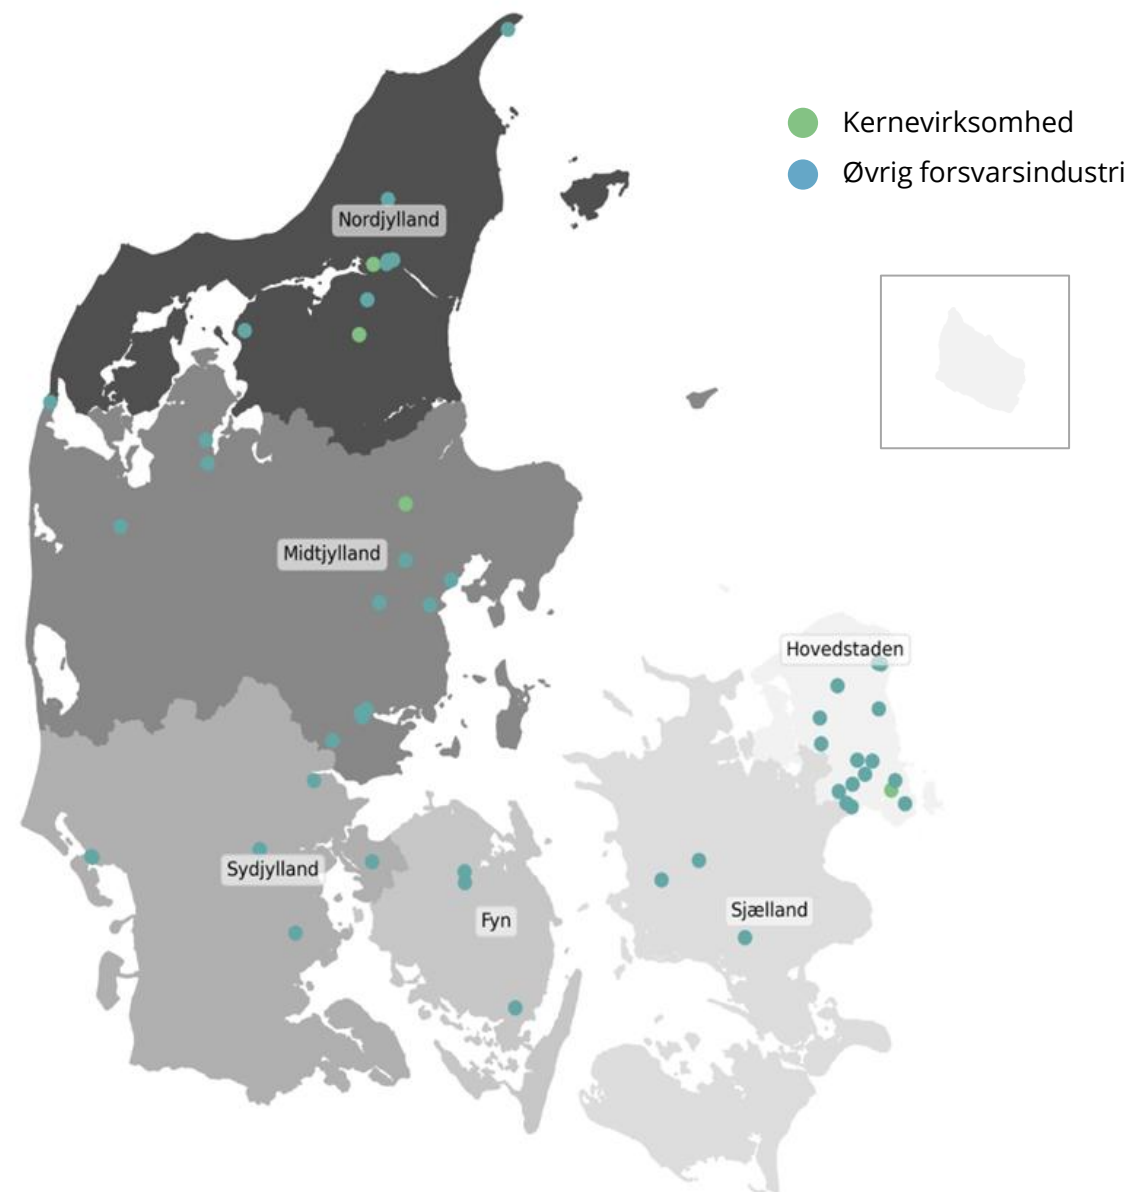 Kernevirksomhed
Øvrig forsvarsindustri
Nordjylland
Midtjylland
Hovedstaden
Sydjylland
Fyn
Sjælland